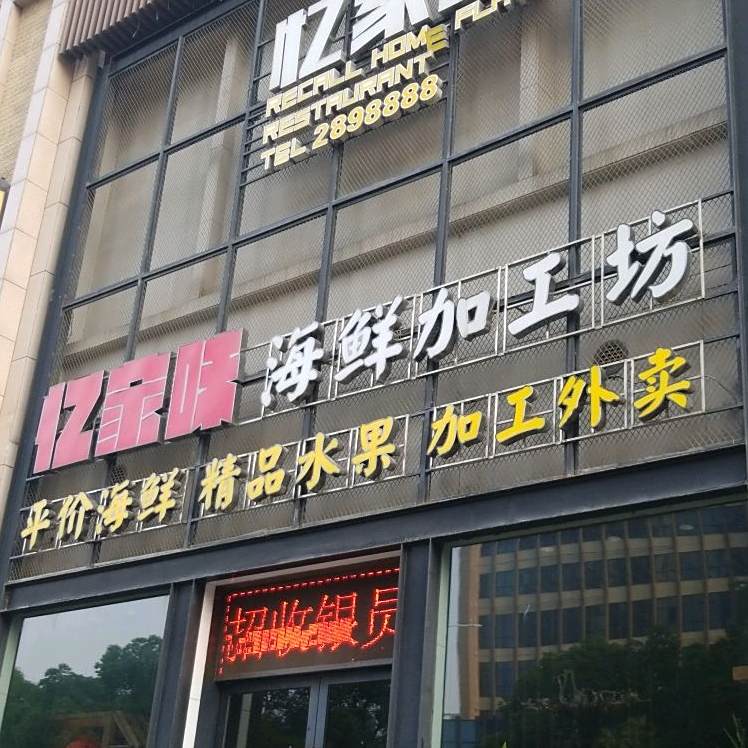 忆家
RECALL HOME FLA
RESTAURANT
TEL 2898888
忆家味 海鲜加工坊
平价海鲜 精品水果 加工外卖
招收银员